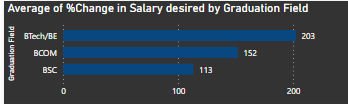 Average of %Change in Salary desired by Graduation Field
Graduation Field
BTech/BE 203
BCOM 152
BSC 113
0 100 200